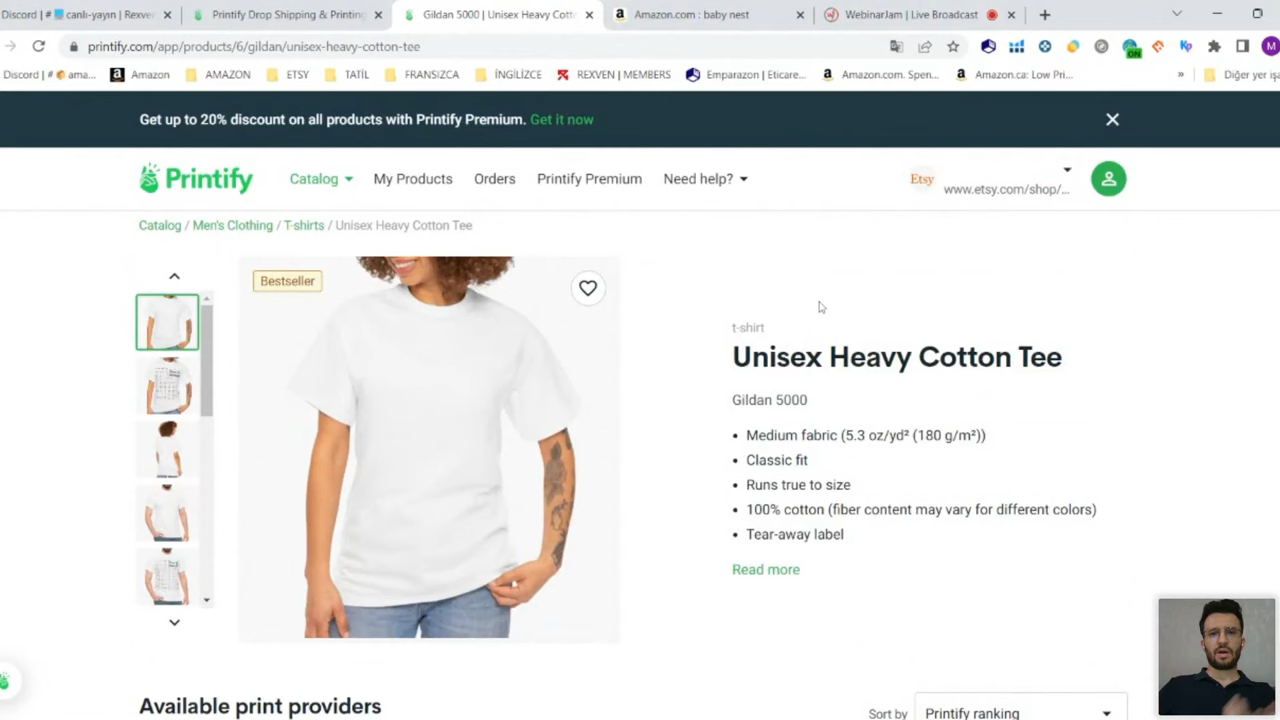 Discord | # canlı-yayın | Rexver
Printify Drop Shipping & Printing
Gildan 5000 | Unisex Heavy Cott
Amazon.com : baby nest
WebinarJam | Live Broadcast
printify.com/app/products/6/gildan/unisex-heavy-cotton-tee
ON
M
Discord | # ama...
Amazon
AMAZON
ETSY
TATİL
FRANSIZCA
İNGİLİZCE
REXVEN | MEMBERS
Emparazon | Eticare...
Amazon.com. Spen...
Amazon.ca: Low Pri...
»
Diğer yer işa
Get up to 20% discount on all products with Printify Premium. Get it now
Printify
Catalog
My Products
Orders
Printify Premium
Need help?
Etsy
www.etsy.com/shop/...
Catalog / Men's Clothing / T-shirts / Unisex Heavy Cotton Tee
Bestseller
t-shirt
Unisex Heavy Cotton Tee
Gildan 5000
• Medium fabric (5.3 oz/yd² (180 g/m²))
• Classic fit
• Runs true to size
• 100% cotton (fiber content may vary for different colors)
• Tear-away label
Read more
Available print providers
Sort by
Printify ranking